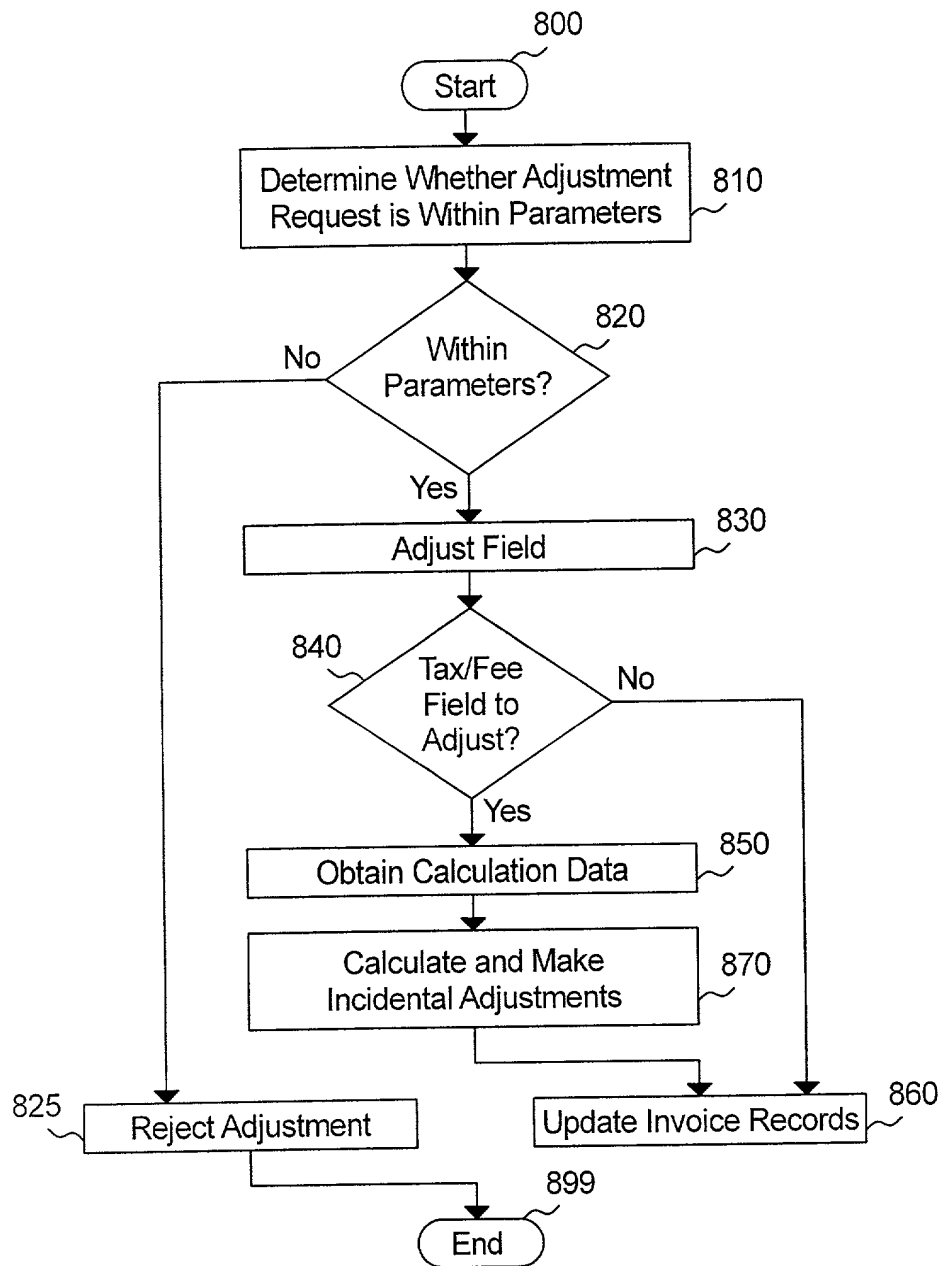 800
Start
Determine Whether Adjustment
Request is Within Parameters
810
820
Within
Parameters?
No
Yes
Adjust Field
830
840
Tax/Fee
Field to
Adjust?
No
Yes
Obtain Calculation Data
850
Calculate and Make
Incidental Adjustments
870
825
Reject Adjustment
Update Invoice Records
860
899
End